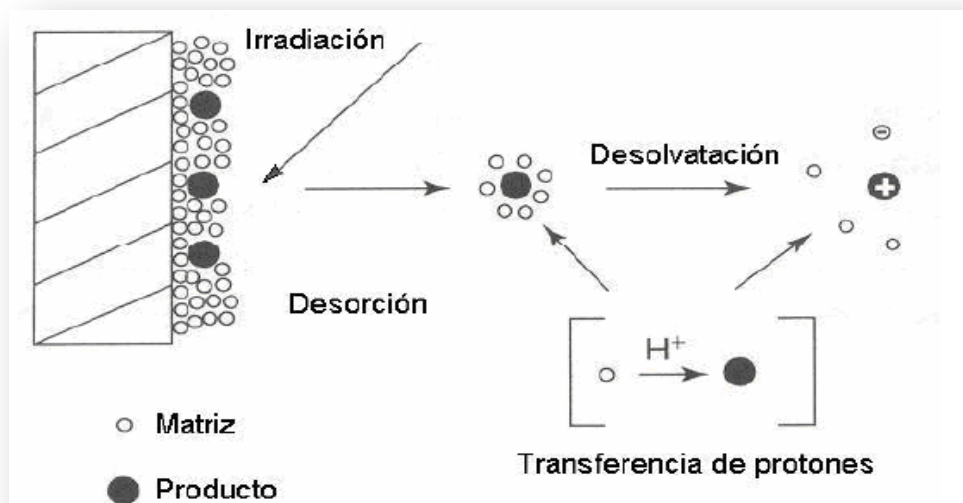 Irradiación
Desolvatación
Desorción
H+
Matriz
Transferencia de protones
Producto